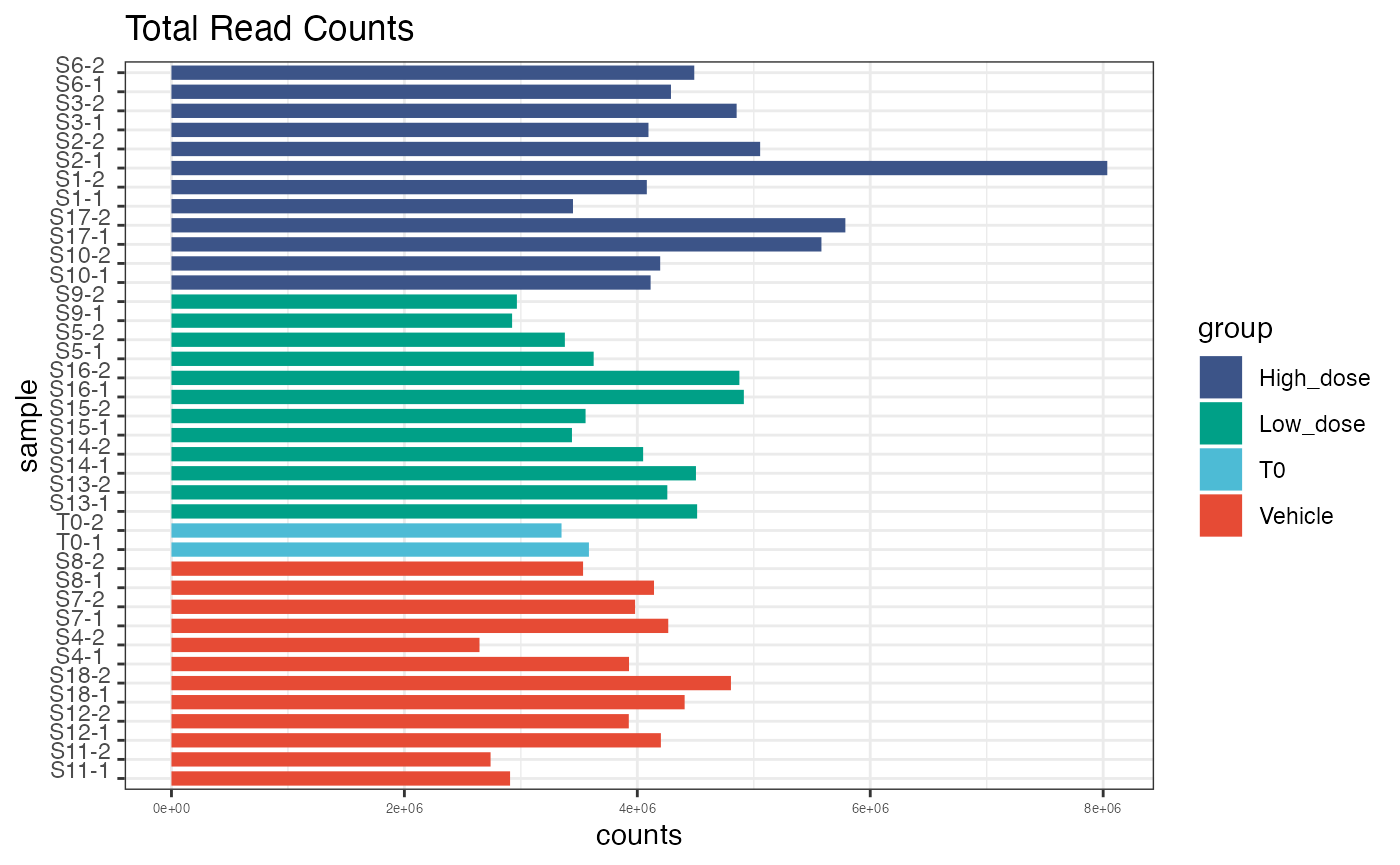 Total Read Counts
S6-2
S6-1
S3-2
S3-1
S2-2
S2-1
S1-2
S1-1
S17-2
S17-1
S10-2
S10-1
S9-2
S9-1
S5-2
S5-1
S16-2
S16-1
S15-2
S15-1
S14-2
S14-1
S13-2
S13-1
T0-2
T0-1
S8-2
S8-1
S7-2
S7-1
S4-2
S4-1
S18-2
S18-1
S12-2
S12-1
S11-2
S11-1
sample
0e+00 2e+06 4e+06 6e+06 8e+06
counts
group
High_dose
Low_dose
T0
Vehicle